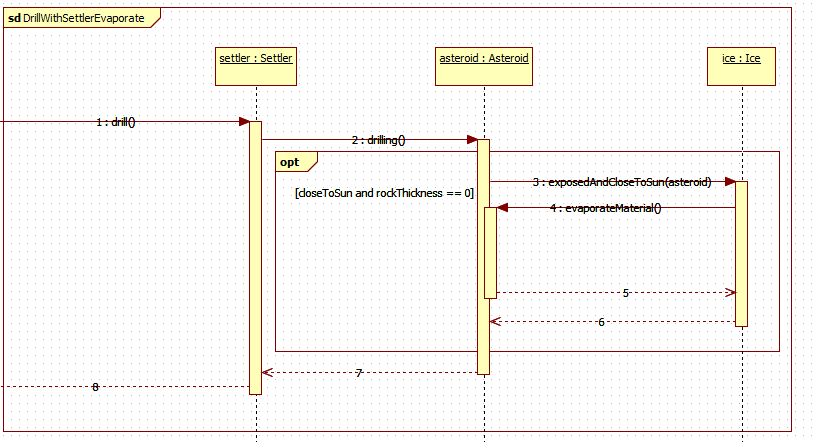 sd DrillWithSettlerEvaporate
settler : Settler
asteroid : Asteroid
ice : Ice
1 : drill()
2 : drilling()
opt
3 : exposedAndCloseToSun(asteroid)
[closeToSun and rockThickness == 0]
4 : evaporateMaterial()
5
6
7
8